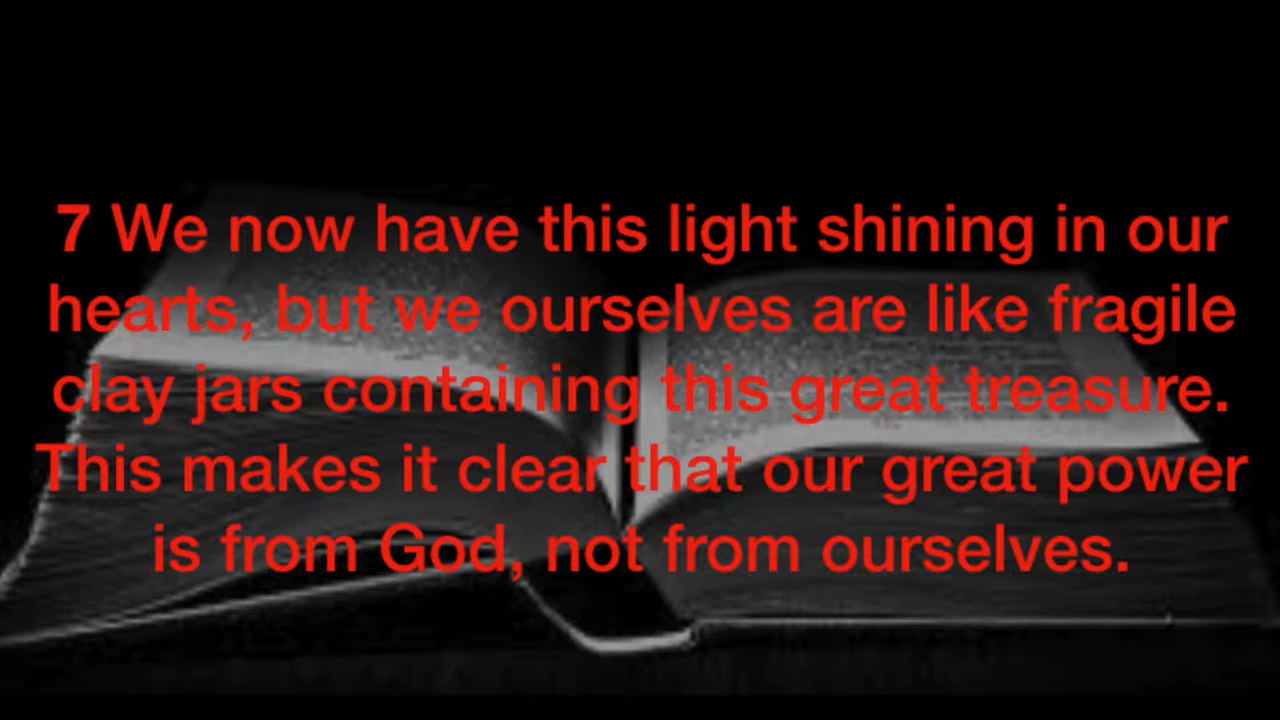 7 We now have this light shining in our
hearts, but we ourselves are like fragile
clay jars containing this great treasure.
This makes it clear that our great power
is from God, not from ourselves.